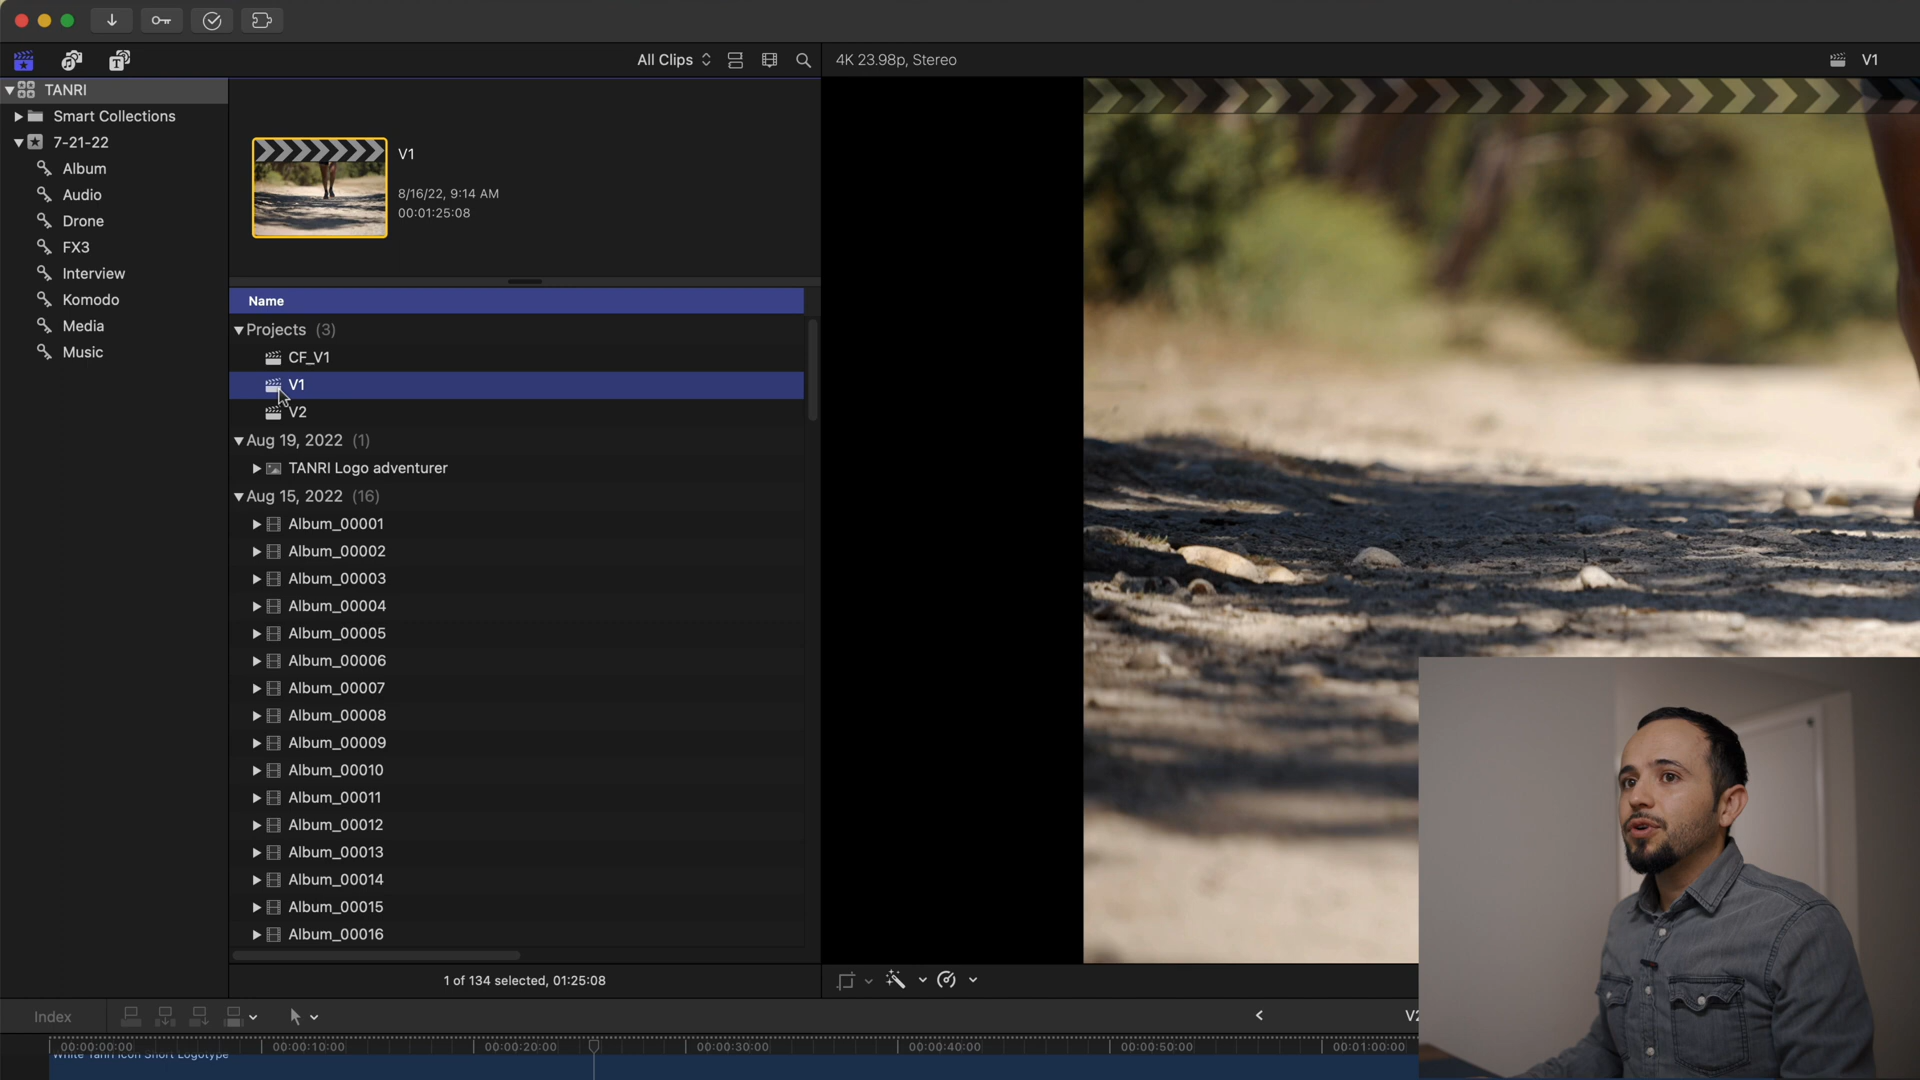 All Clips
4K 23.98p, Stereo
V1
TANRI
Smart Collections
7-21-22
Album
Audio
Drone
FX3
Interview
Komodo
Media
Music
V1
8/16/22, 9:14 AM
00:01:25:08
Name
Projects (3)
CF_V1
V1
V2
Aug 19, 2022 (1)
TANRI Logo adventurer
Aug 15, 2022 (16)
Album_00001
Album_00002
Album_00003
Album_00004
Album_00005
Album_00006
Album_00007
Album_00008
Album_00009
Album_00010
Album_00011
Album_00012
Album_00013
Album_00014
Album_00015
Album_00016
1 of 134 selected, 01:25:08
Index
V2
00:00:00:00 00:00:10:00 00:00:20:00 00:00:30:00 00:00:40:00 00:00:50:00 00:01:00:00
White Tanri Icon Short Logotype